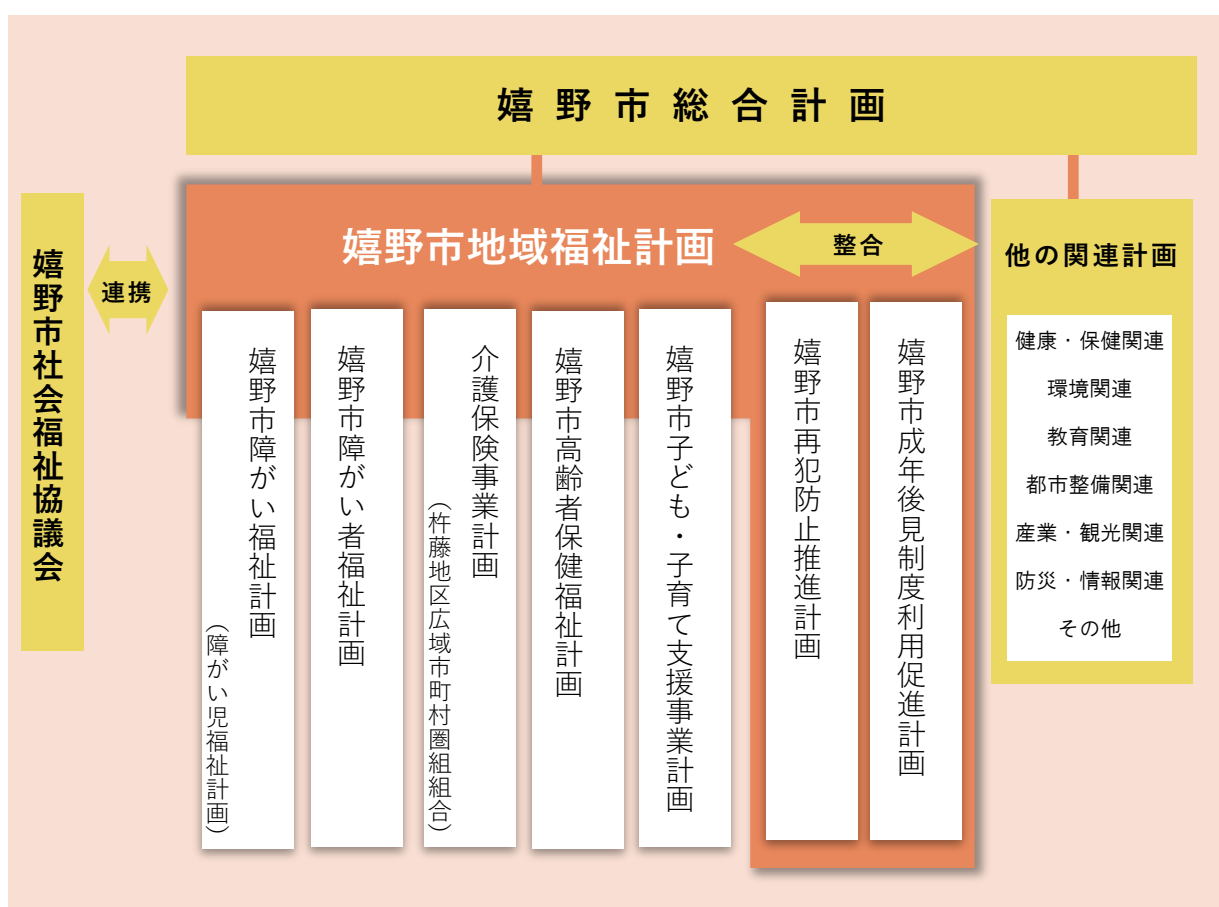 嬉野市総合計画
嬉野市社会福祉協議会
連携
嬉野市地域福祉計画
整合
他の関連計画
健康・保健関連
環境関連
教育関連
都市整備関連
産業・観光関連
防災・情報関連
その他
嬉野市障がい福祉計画
（障がい児福祉計画）
嬉野市障がい者福祉計画
介護保険事業計画
（杵藤地区広域市町村圏組組合）
嬉野市高齢者保健福祉計画
嬉野市子ども・子育て支援事業計画
嬉野市再犯防止推進計画
嬉野市成年後見制度利用促進計画